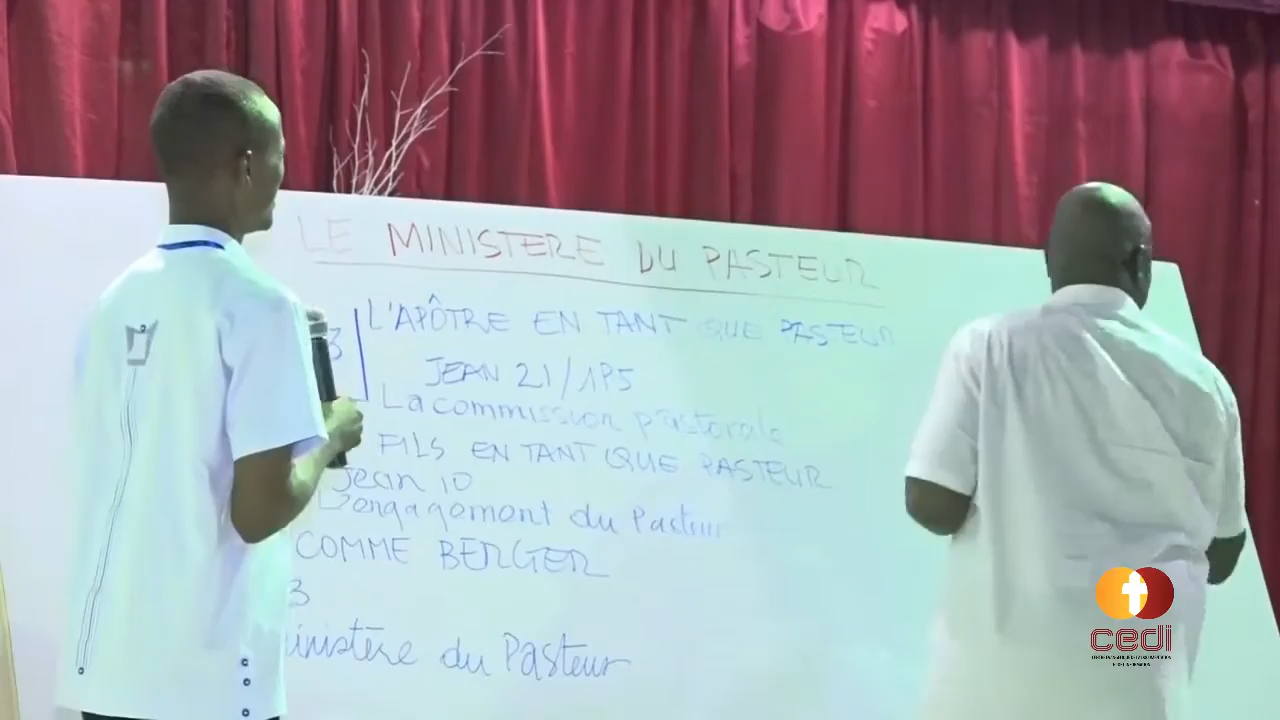 LE MINISTERE DU PASTEUR
3
L'APÔTRE EN TANT QUE PASTEUR
JEAN 21/1P5
La commission pastorale
FILS EN TANT QUE PASTEUR
Jean 10
L'engagement du Pasteur
COMME BERGER
3
inistère du Pasteur
cedi